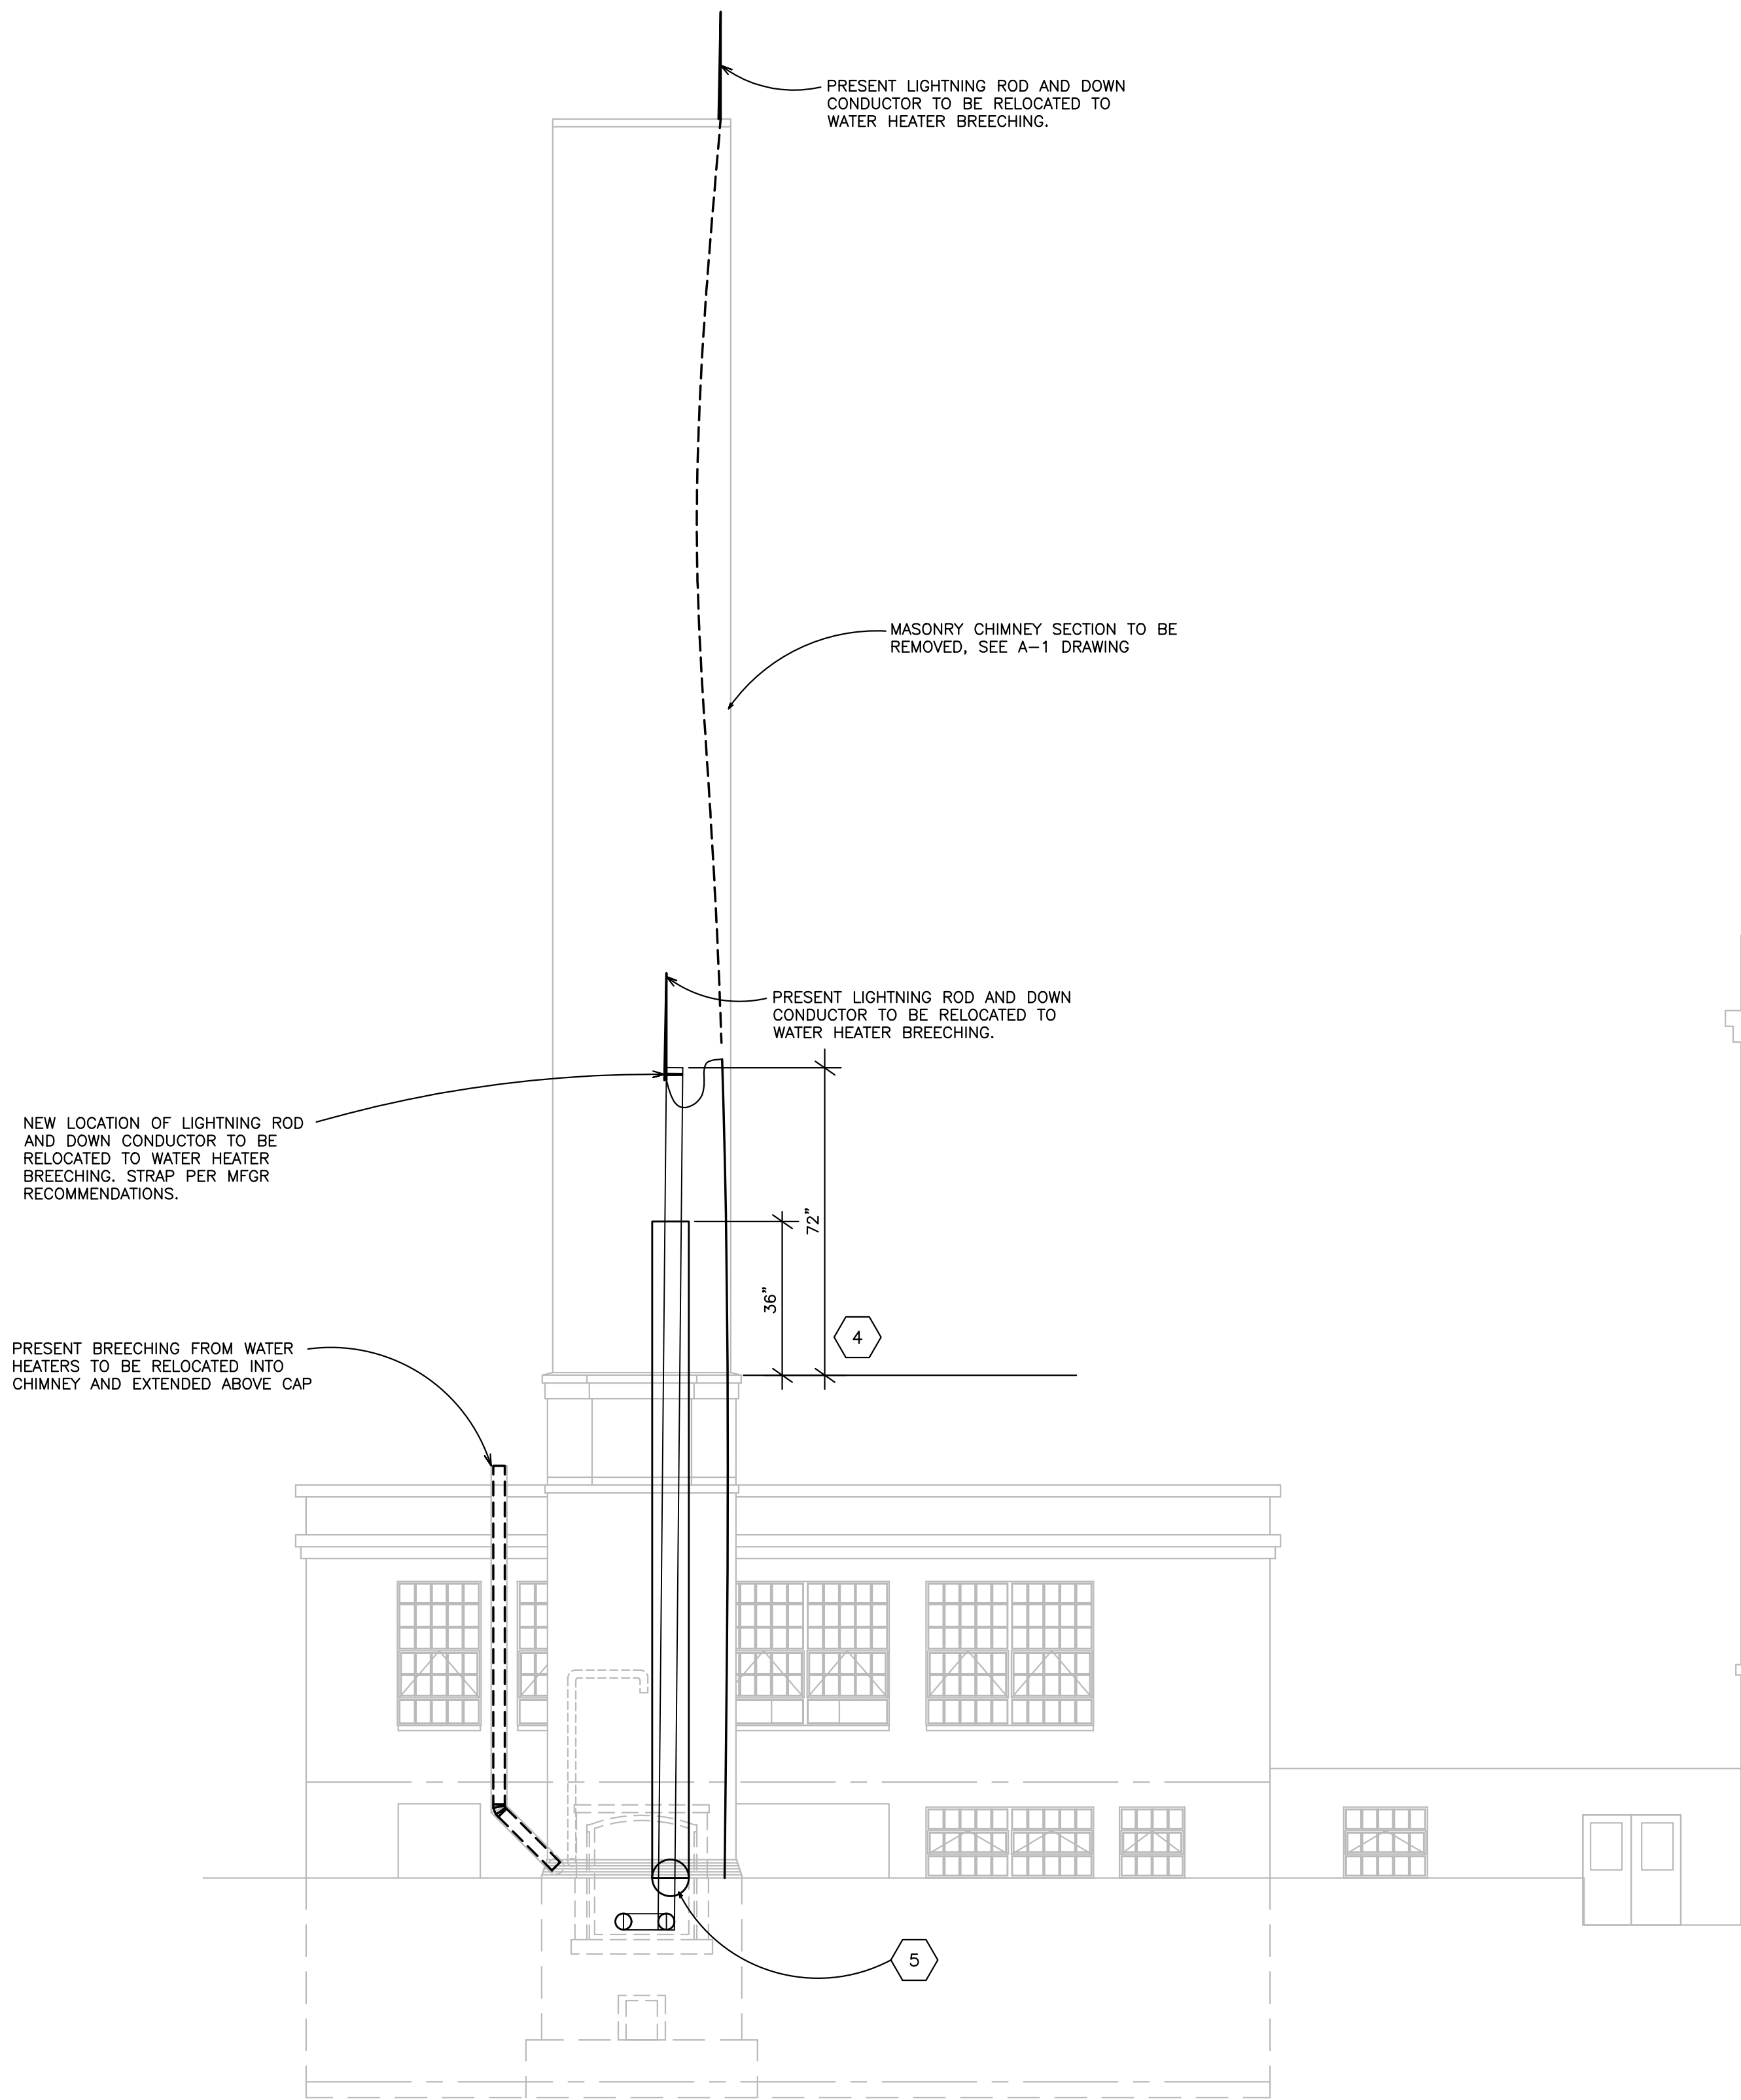 PRESENT LIGHTNING ROD AND DOWN
CONDUCTOR TO BE RELOCATED TO
WATER HEATER BREECHING.
MASONRY CHIMNEY SECTION TO BE
REMOVED, SEE A-1 DRAWING
PRESENT LIGHTNING ROD AND DOWN
CONDUCTOR TO BE RELOCATED TO
WATER HEATER BREECHING.
NEW LOCATION OF LIGHTNING ROD
AND DOWN CONDUCTOR TO BE
RELOCATED TO WATER HEATER
BREECHING. STRAP PER MFGR
RECOMMENDATIONS.
72"
36"
4
PRESENT BREECHING FROM WATER
HEATERS TO BE RELOCATED INTO
CHIMNEY AND EXTENDED ABOVE CAP
5